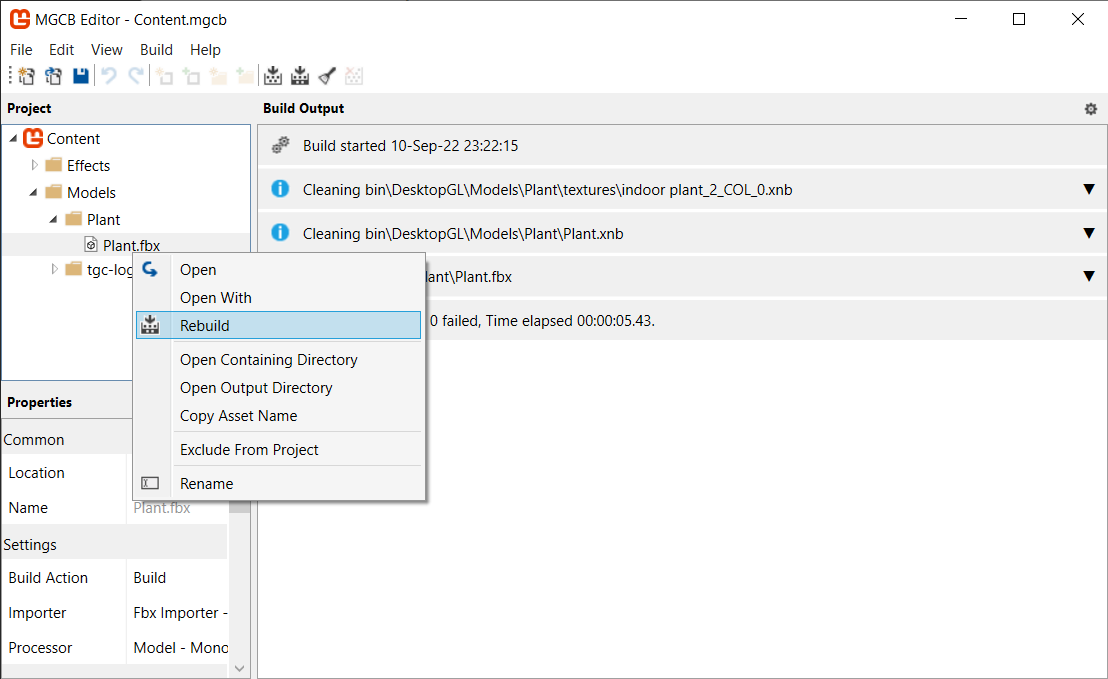 MGCB Editor - Content.mgcb
File Edit View Build Help
Project
Content
Effects
Models
Plant
Plant.fbx
tgc-log
Open
Open With
Rebuild
Open Containing Directory
Open Output Directory
Copy Asset Name
Exclude From Project
Rename
Properties
Common
Location
Name Plant.fbx
Settings
Build Action Build
Importer Fbx Importer -
Processor Model - Mono
Build Output
Build started 10-Sep-22 23:22:15
Cleaning bin\DesktopGL\Models\Plant\textures\indoor plant_2_COL_0.xnb
Cleaning bin\DesktopGL\Models\Plant\Plant.xnb
lant\Plant.fbx
0 failed, Time elapsed 00:00:05.43.